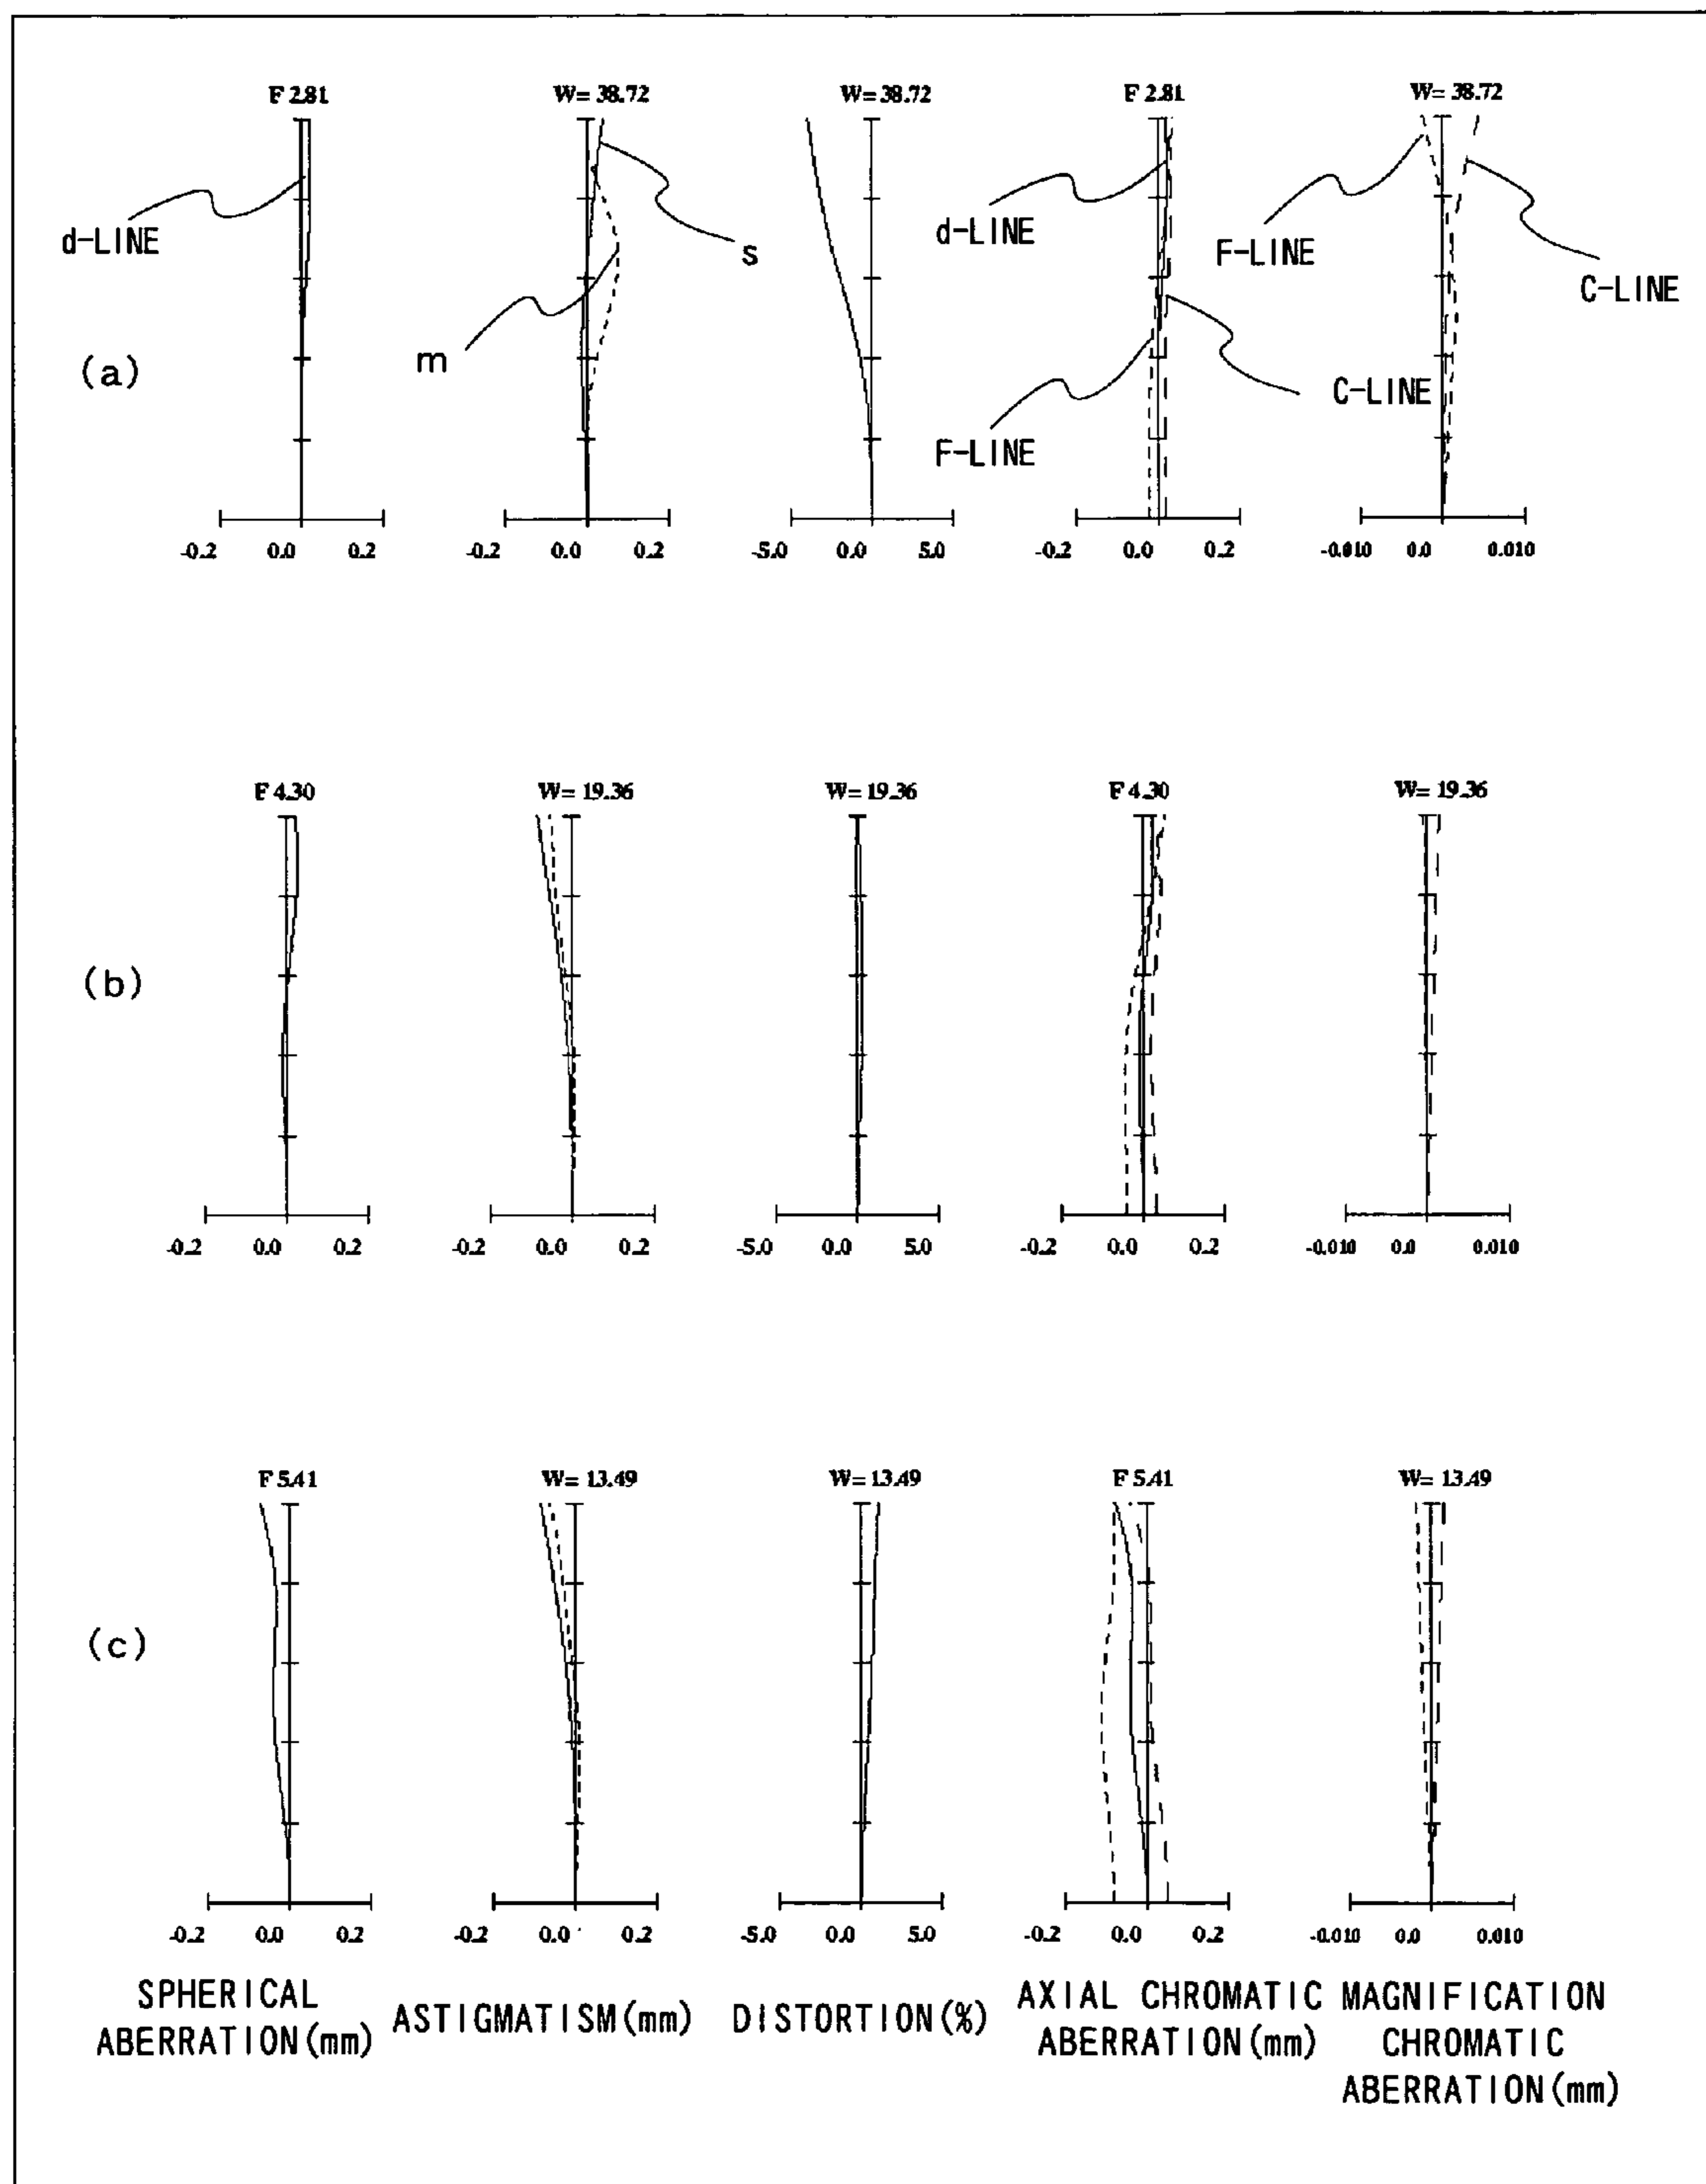 F 2.81 W= 38.72 W= 38.72 F 2.81 W= 38.72
d-LINE s d-LINE F-LINE C-LINE
(a) m F-LINE C-LINE
-0.2 0.0 0.2 -0.2 0.0 0.2 -5.0 0.0 5.0 -0.2 0.0 0.2 -0.010 0.0 0.010
F 4.30 W= 19.36 W= 19.36 F 4.30 W= 19.36
(b)
-0.2 0.0 0.2 -0.2 0.0 0.2 -5.0 0.0 5.0 -0.2 0.0 0.2 -0.010 0.0 0.010
F 5.41 W= 13.49 W= 13.49 F 5.41 W= 13.49
(c)
-0.2 0.0 0.2 -0.2 0.0 0.2 -5.0 0.0 5.0 -0.2 0.0 0.2 -0.010 0.0 0.010
SPHERICAL
ABERRATION(mm)
ASTIGMATISM(mm)
DISTORTION(%)
AXIAL CHROMATIC
ABERRATION(mm)
MAGNIFICATION
CHROMATIC
ABERRATION(mm)